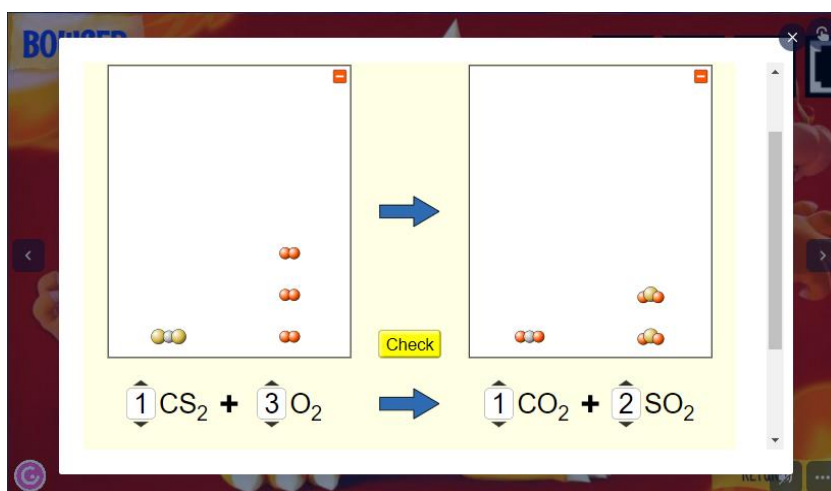 Check
1 CS₂ + 3 O₂ → 1 CO₂ + 2 SO₂